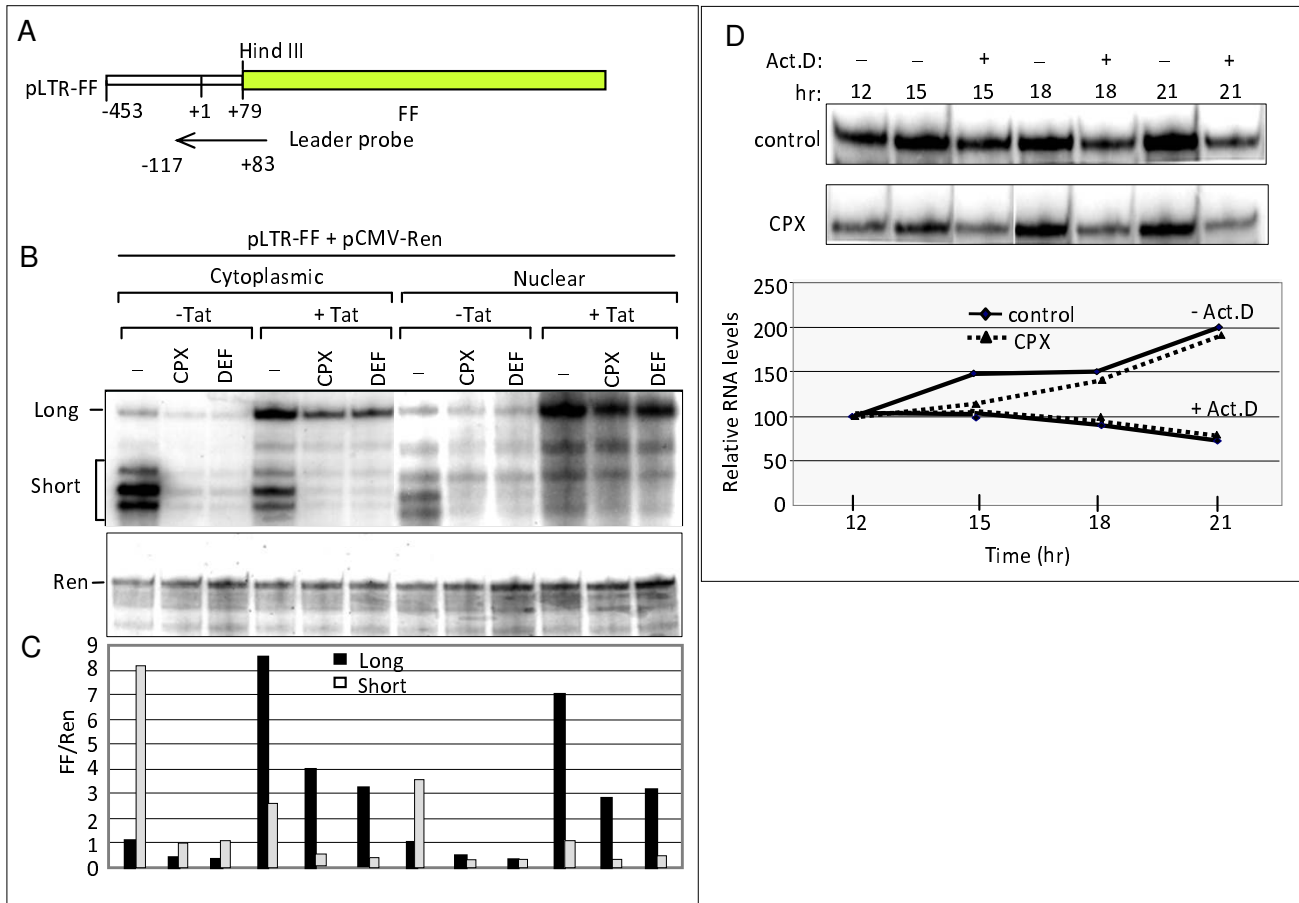 A
Hind III
pLTR-FF
-453
+1
+79
FF
Leader probe
-117
+83
B
pLTR-FF + pCMV-Ren
Cytoplasmic
Nuclear
-Tat
+ Tat
-Tat
+ Tat
–
CPX
DEF
–
CPX
DEF
–
CPX
DEF
–
CPX
DEF
Long
Short
Ren
C
9
8
7
6
5
4
3
2
1
0
FF/Ren
Long
Short
D
Act.D: – – + – + – +
hr: 12 15 15 18 18 21 21
control
CPX
250
200
150
100
50
0
Relative RNA levels
control
CPX
- Act.D
+ Act.D
12 15 18 21
Time (hr)